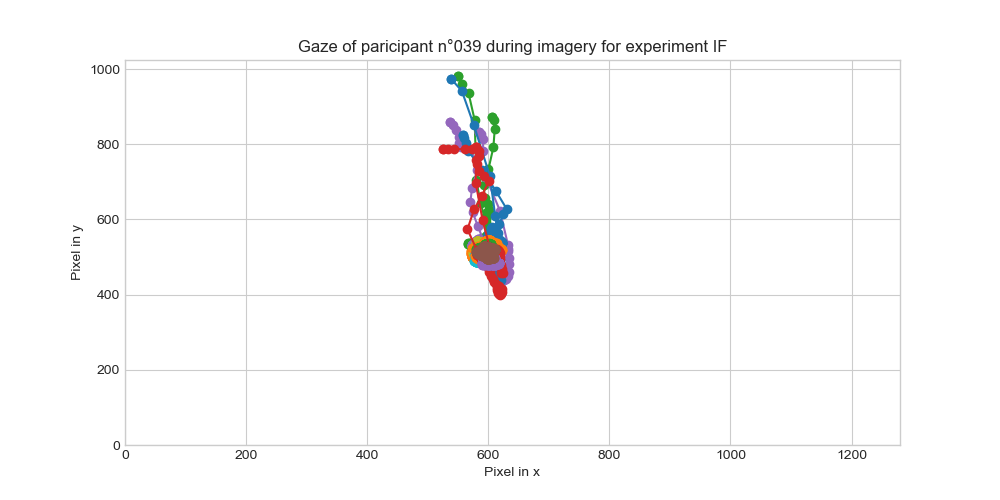 Gaze of paricipant n°039 during imagery for experiment IF
1000
800
600
400
200
0
Pixel in y
0 200 400 600 800 1000 1200
Pixel in x